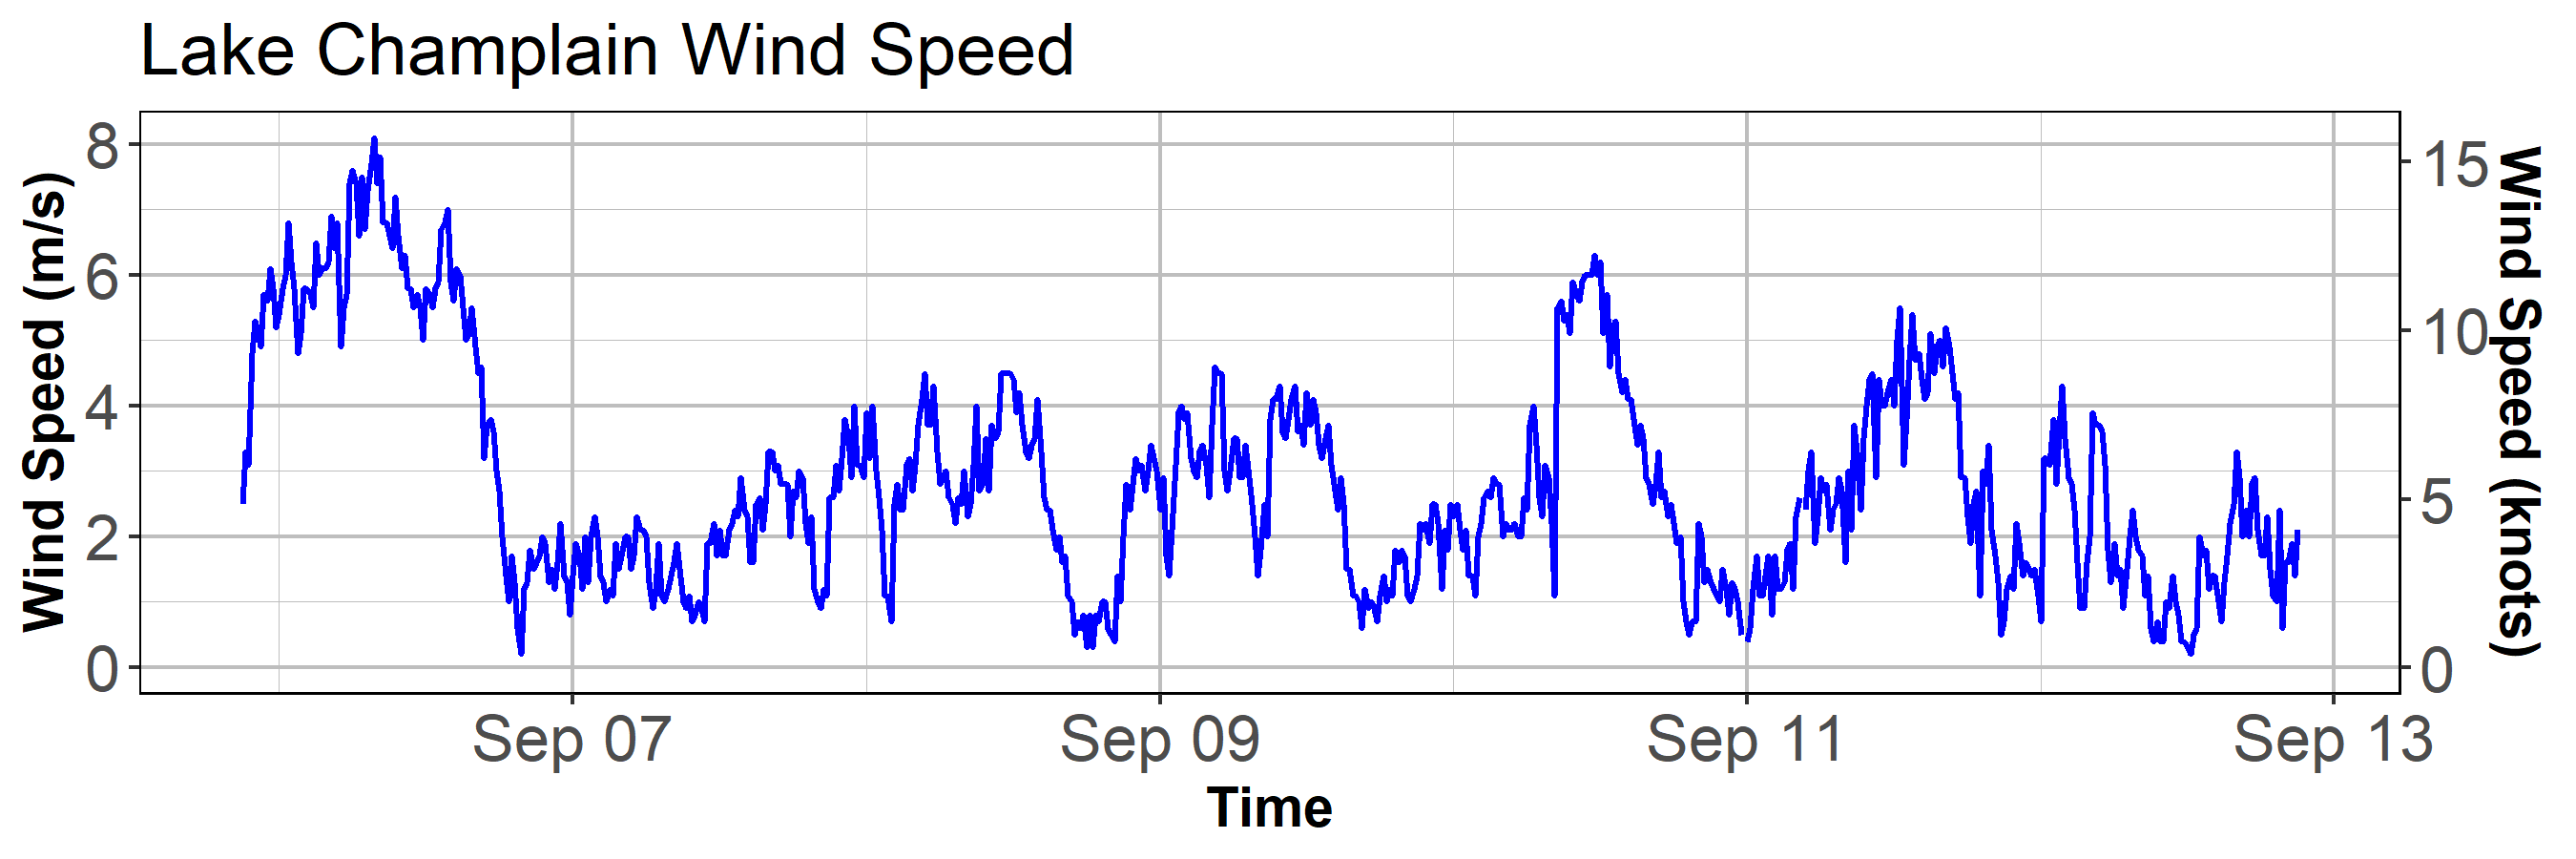 Lake Champlain Wind Speed
Wind Speed (m/s)
8
6
4
2
0
15
10
5
0
Wind Speed (knots)
Sep 07
Sep 09
Sep 11
Sep 13
Time